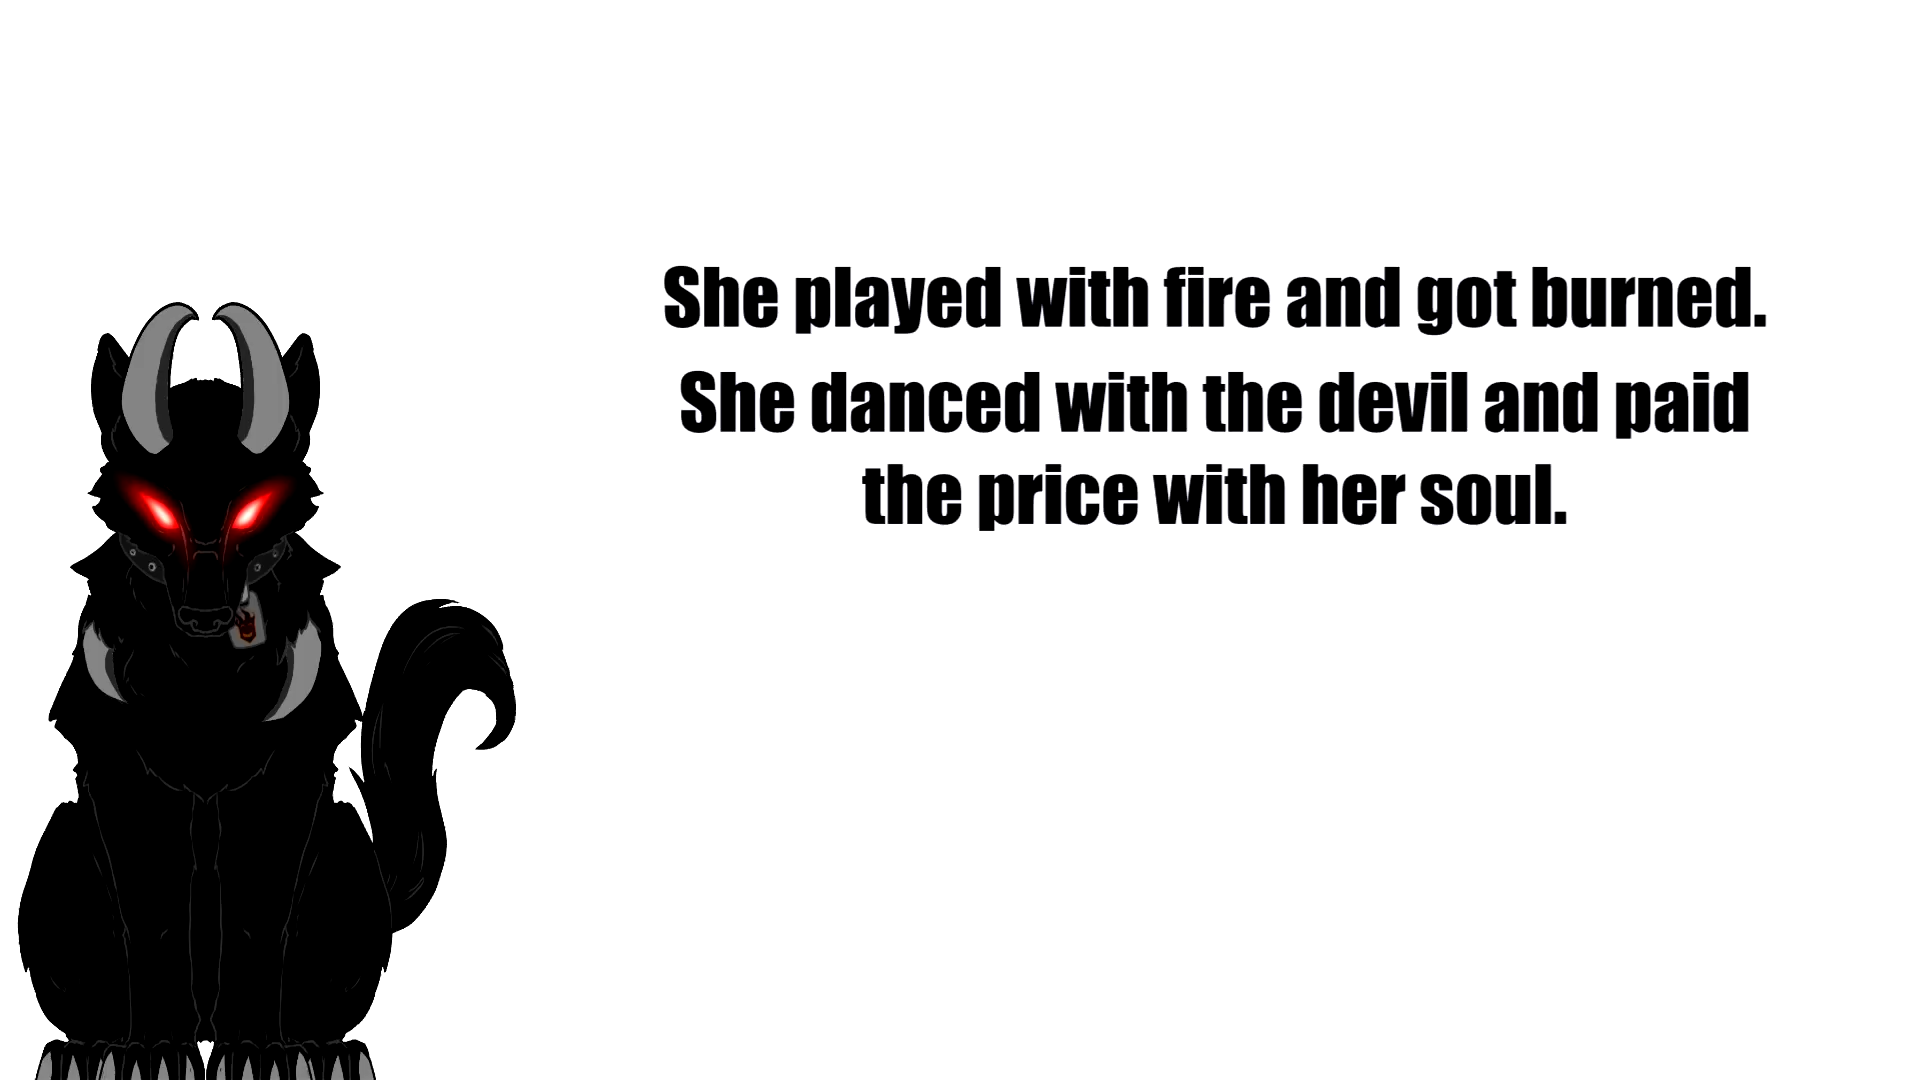 She played with fire and got burned.
She danced with the devil and paid
the price with her soul.